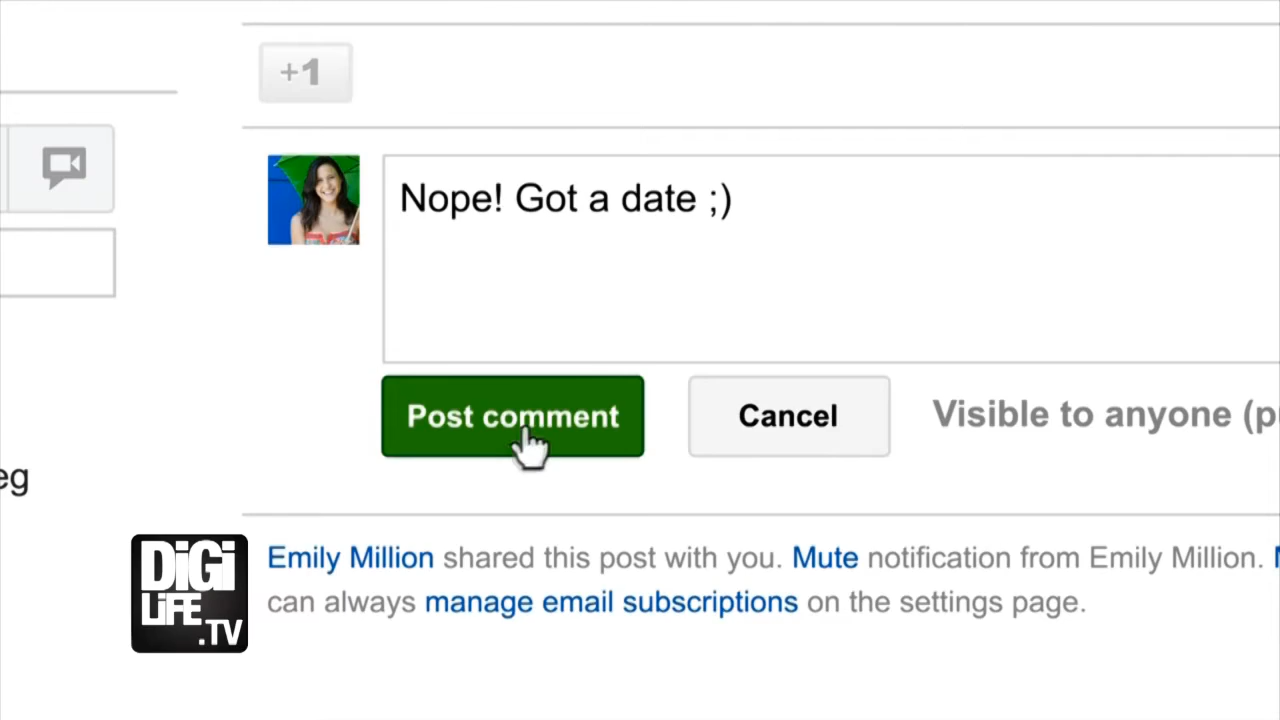 +1
Nope! Got a date ;)
Post comment
Cancel
Visible to anyone (p
eg
Emily Million shared this post with you. Mute notification from Emily Million.
can always manage email subscriptions on the settings page.
DiGi
LiFE
.TV